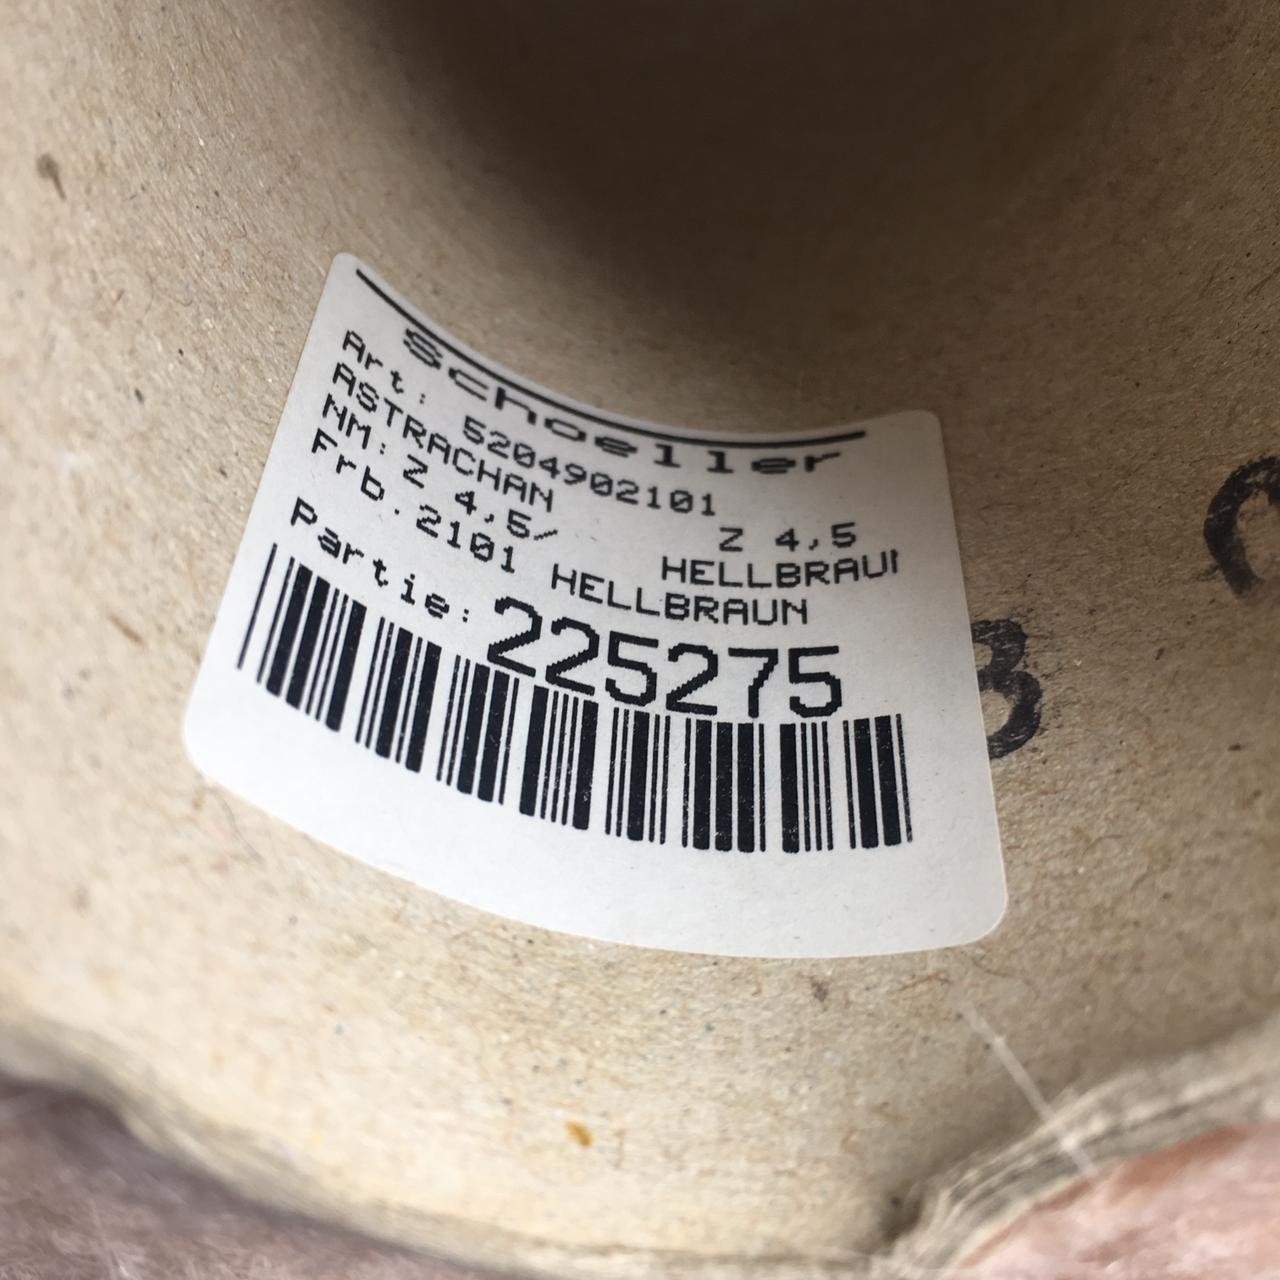 Schoeller
Art: 5204902101
ASTRACHAN Z 4,5
NM: Z 4,5/ HELLBRAUN
Frb.2101 HELLBRAUN
Partie: 225275
B